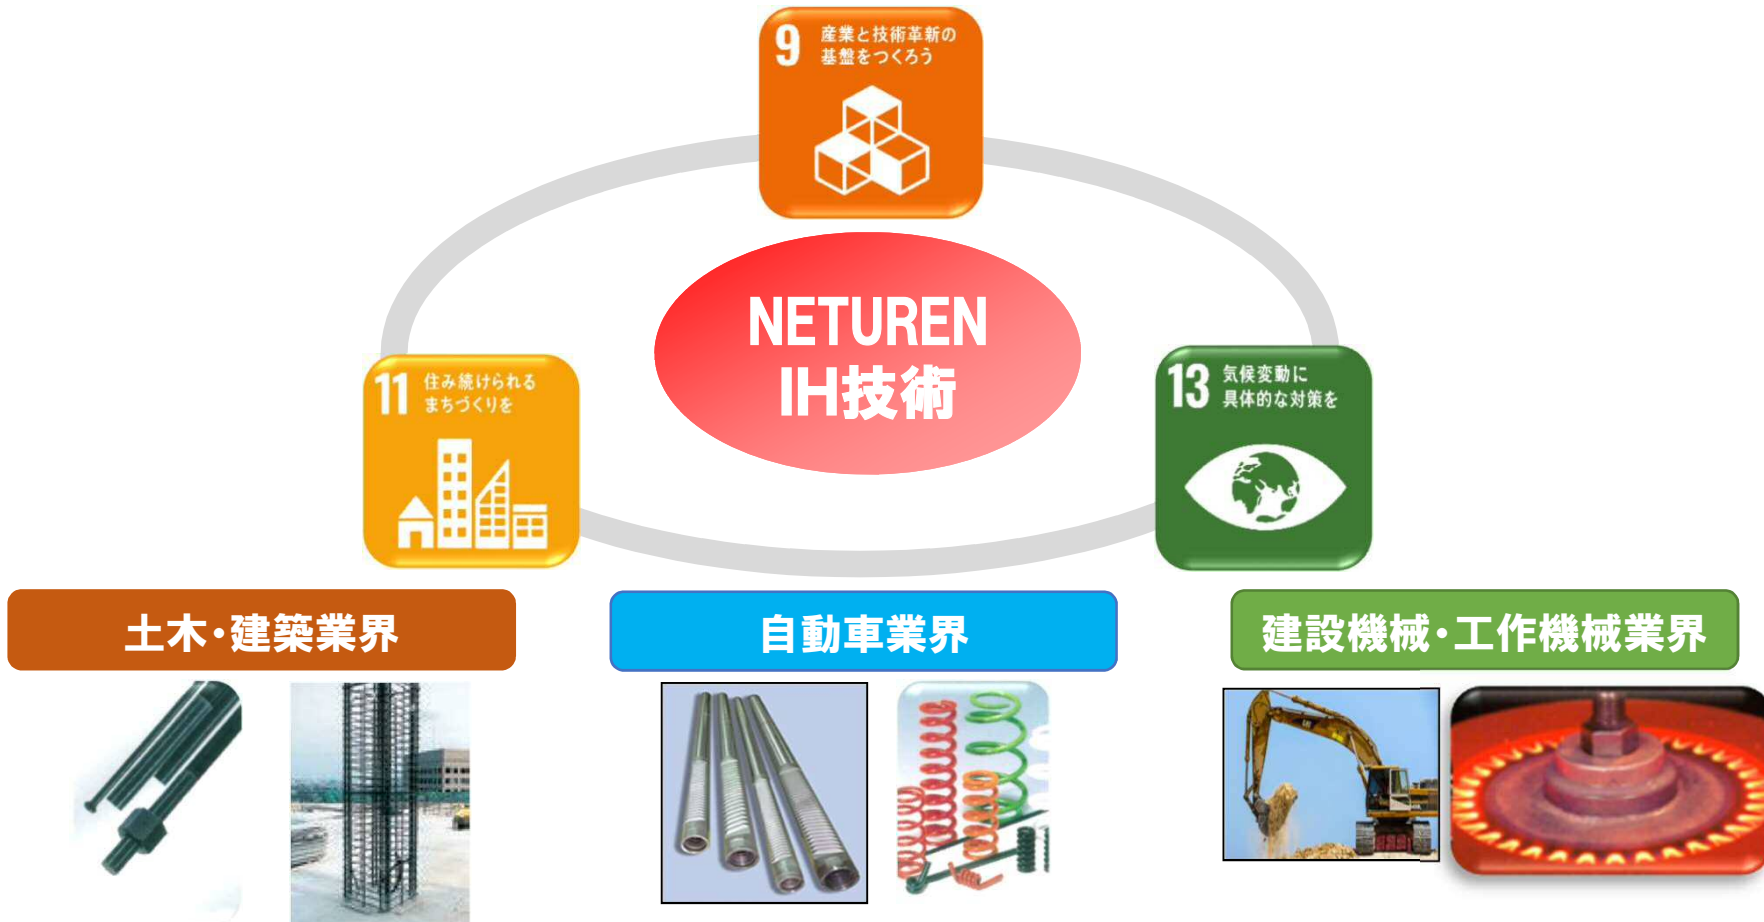 9
産業と技術革新の
基盤をつくろう
NETUREN
IH技術
11
住み続けられる
まちづくりを
13
気候変動に
具体的な対策を
土木・建築業界
自動車業界
建設機械・工作機械業界